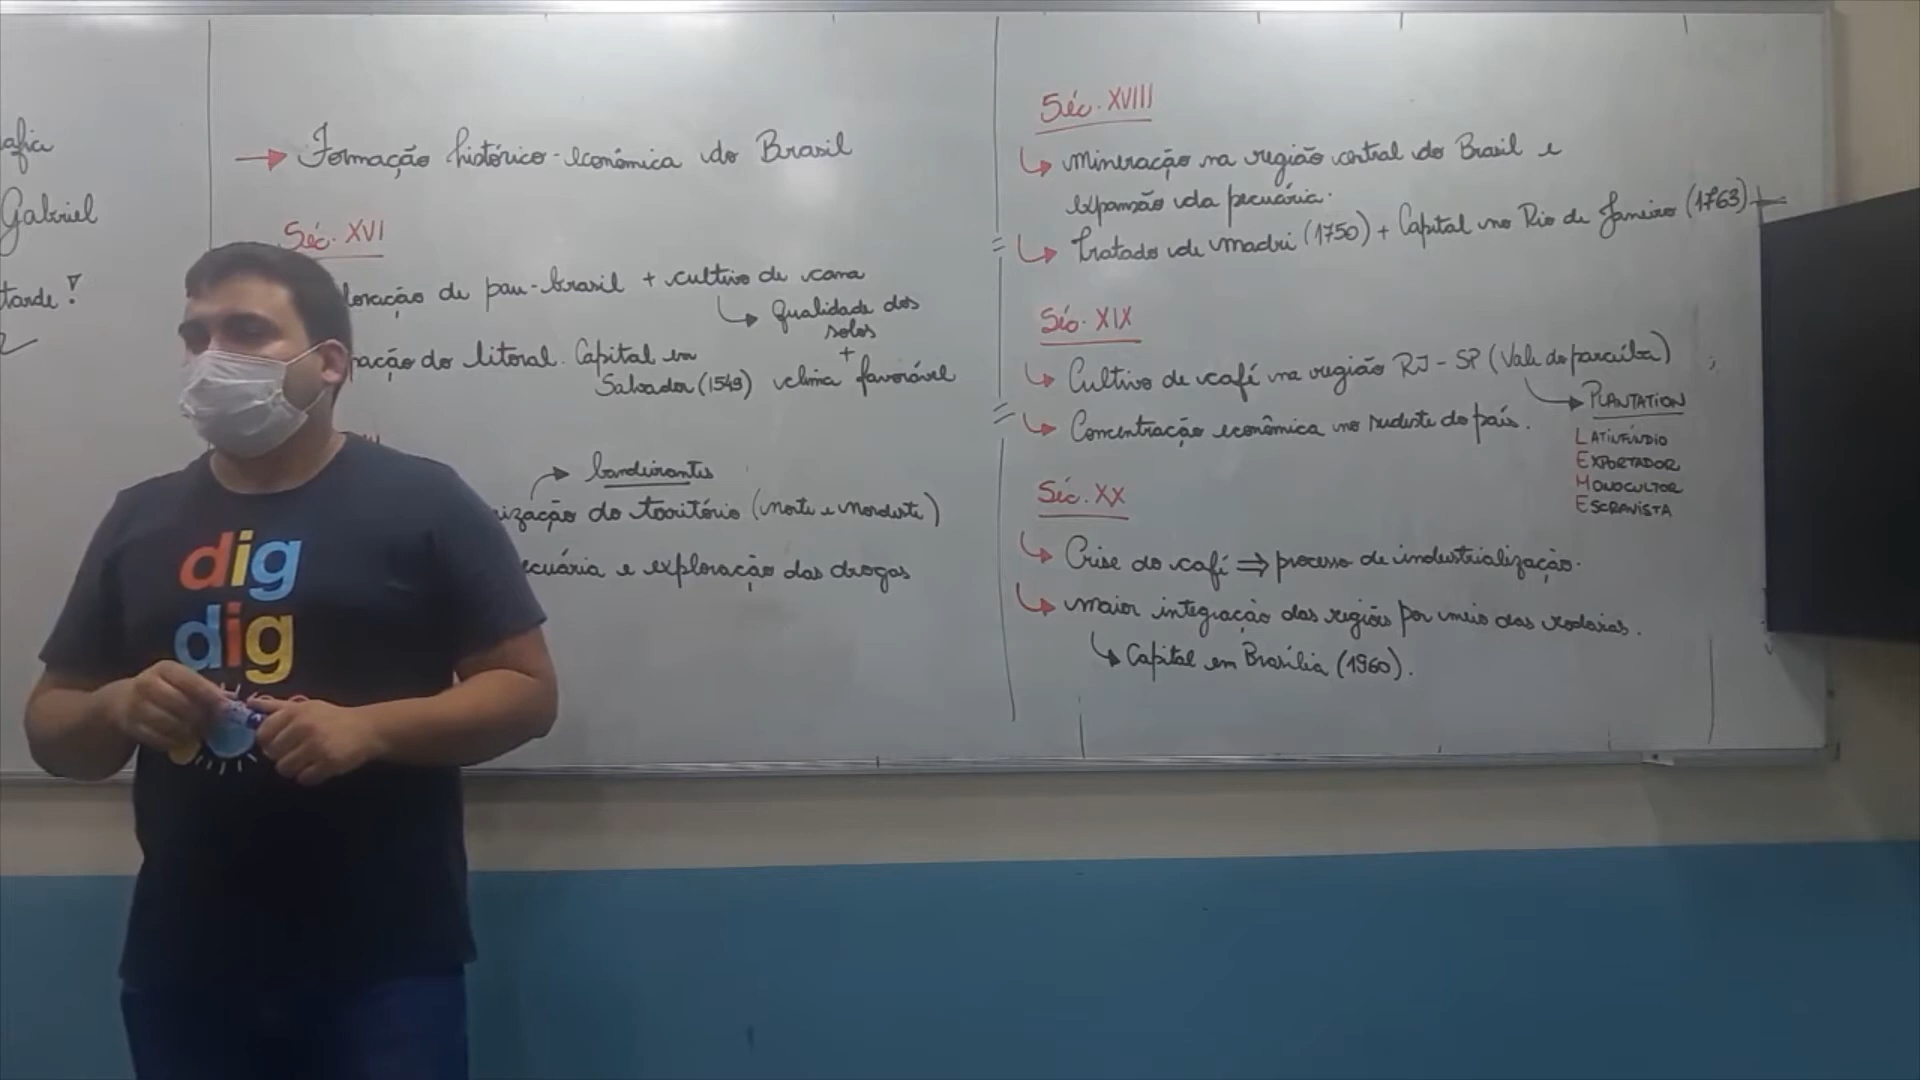 afia
Gabriel
tarde!
→ Formação histórico-econômica do Brasil
Séc. XVI
loração de pau-brasil + cultivo de cana
Qualidade dos
solos
+
clima favorável
pação do litoral. Capital em
Salvador (1549)
bandeirantes
rização do território (norte e nordeste)
ecuária e exploração das drogas
Séc. XVIII
Mineração na região central do Brasil e
expansão da pecuária.
Tratado de Madri (1750) + Capital no Rio de Janeiro (1763)
Séc. XIX
Cultivo de café na região RJ - SP (Vale do paraíba)
PLANTATION
LATIFÚNDIO
EXPORTADOR
MONOCULTOR
ESCRAVISTA
Concentração econômica no sudeste do país.
Séc. XX
Crise do café ⇒ processo de industrialização.
Maior integração das regiões por meio das rodovias.
Capital em Brasília (1960).
dig
dig